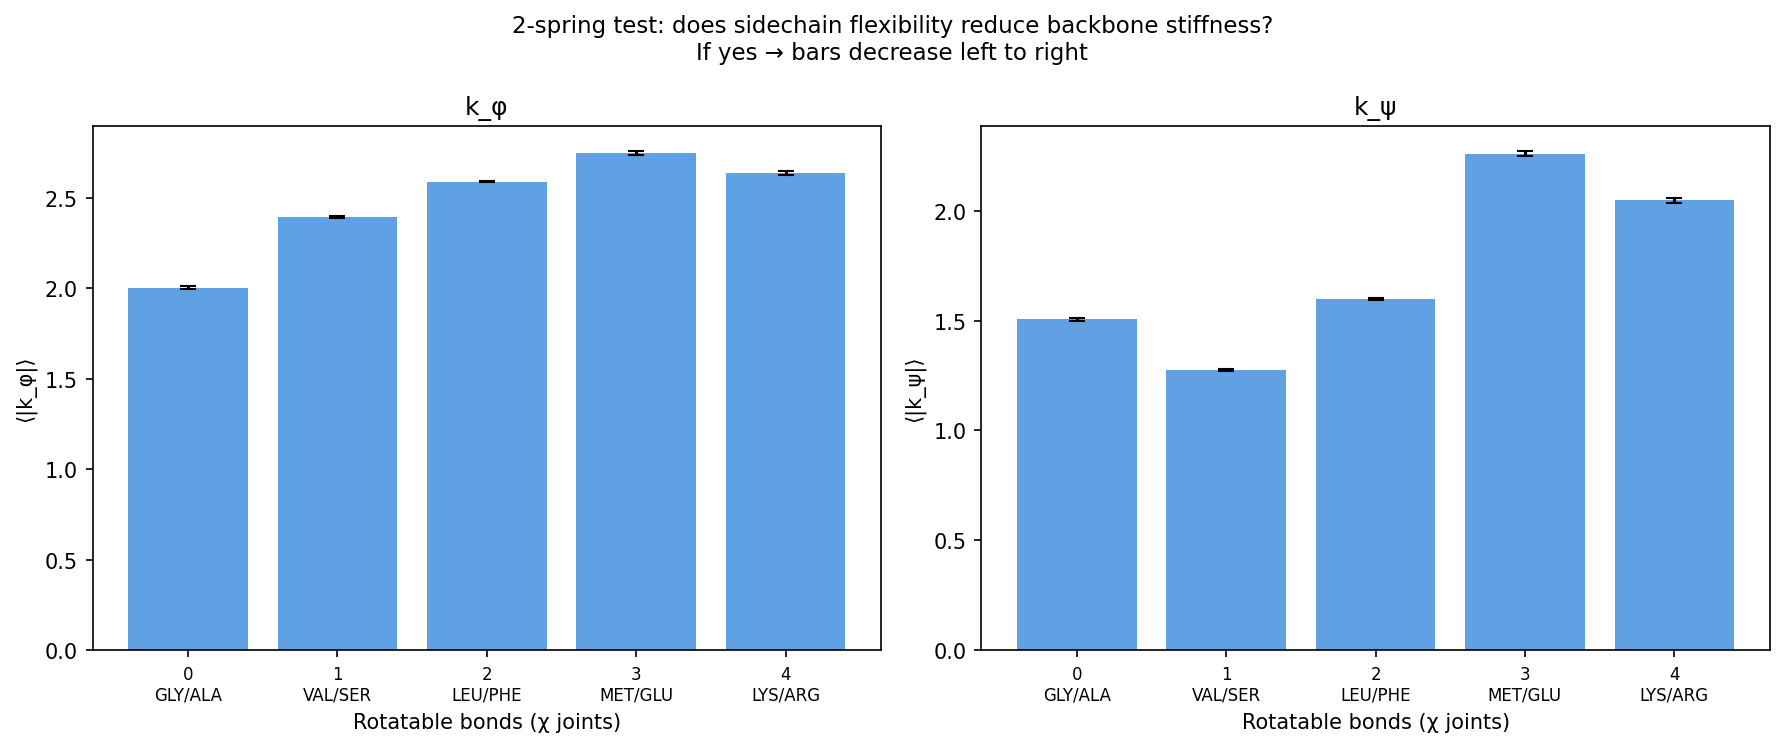 2-spring test: does sidechain flexibility reduce backbone stiffness?
If yes → bars decrease left to right
k_φ
⟨|k_φ|⟩
2.5
2.0
1.5
1.0
0.5
0.0
0 1 2 3 4
GLY/ALA VAL/SER LEU/PHE MET/GLU LYS/ARG
Rotatable bonds (χ joints)
k_ψ
⟨|k_ψ|⟩
2.0
1.5
1.0
0.5
0.0
0 1 2 3 4
GLY/ALA VAL/SER LEU/PHE MET/GLU LYS/ARG
Rotatable bonds (χ joints)